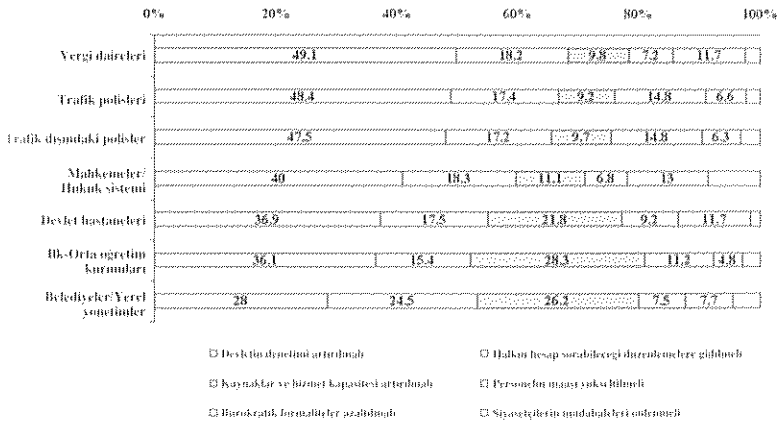 0% 20% 40% 60% 80% 100%
Vergi daireleri 49.1 18.2 9.8 7.2 11.7
Trafik polisleri 48.4 17.4 9.2 14.8 6.6
Trafik dışındaki polisler 47.5 17.2 9.7 14.8 6.3
Mahkemeler/
Hukuk sistemi 40 18.3 11.1 6.8 13
Devlet hastaneleri 36.9 17.5 21.8 9.2 11.7
İlk-Orta öğretim
kurumları 36.1 15.4 28.3 11.2 4.8
Belediyeler/Yerel
yönetimler 28 24.5 26.2 7.5 7.7
Devletin denetimi artırılmalı Halkın hesap sorabileceği düzenlemelere gidilmeli
Kaynaklar ve hizmet kapasitesi artırılmalı Personelin maaşı yükseltilmeli
Bürokratik formaliteler azaltılmalı Siyasetçilerin müdahaleleri önlenmeli